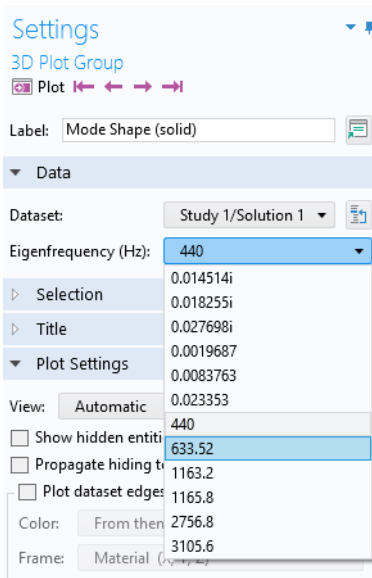 Settings
3D Plot Group
Plot
Label: Mode Shape (solid)
Data
Dataset: Study 1/Solution 1
Eigenfrequency (Hz): 440
0.014514i
Selection
0.018255i
0.027698i
Title
0.0019687
Plot Settings
0.0083763
0.023353
View: Automatic
440
Show hidden entiti
633.52
Propagate hiding t
1163.2
Plot dataset edges
1165.8
Color: From then
2756.8
Frame: Material
3105.6